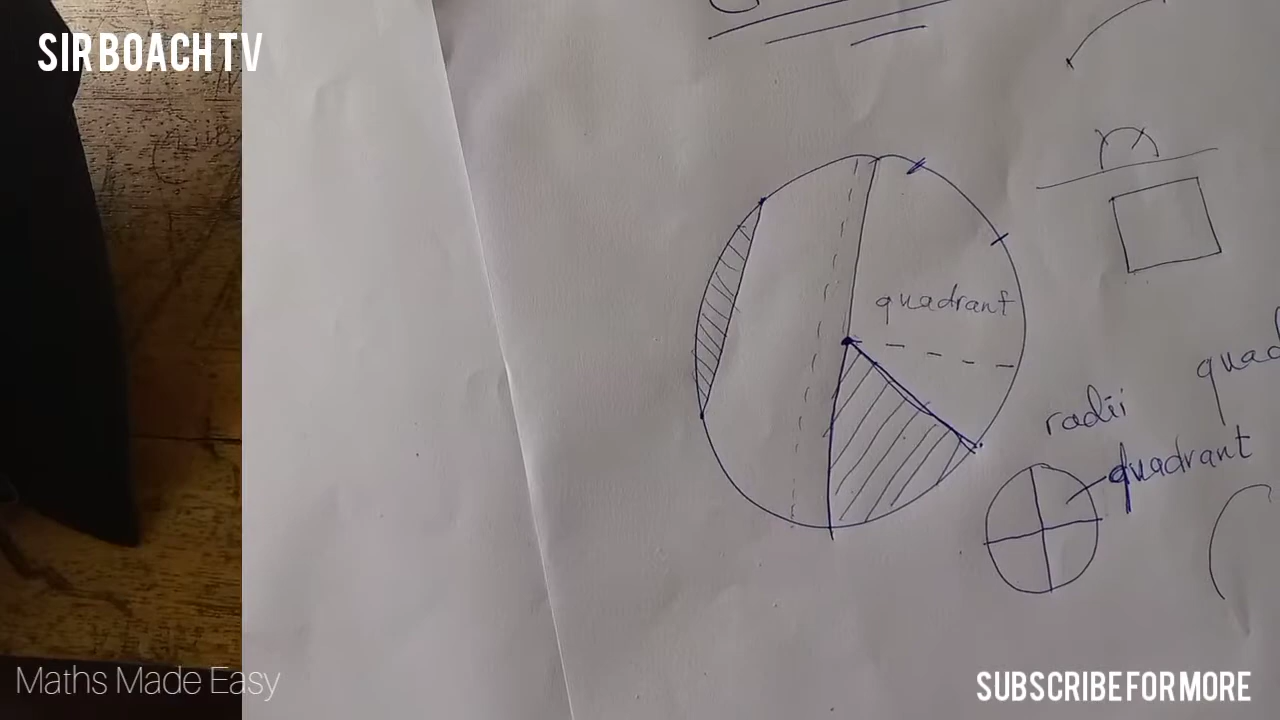 SIR BOACH TV
quadrant
quad
radii
quadrant
Maths Made Easy
SUBSCRIBE FOR MORE